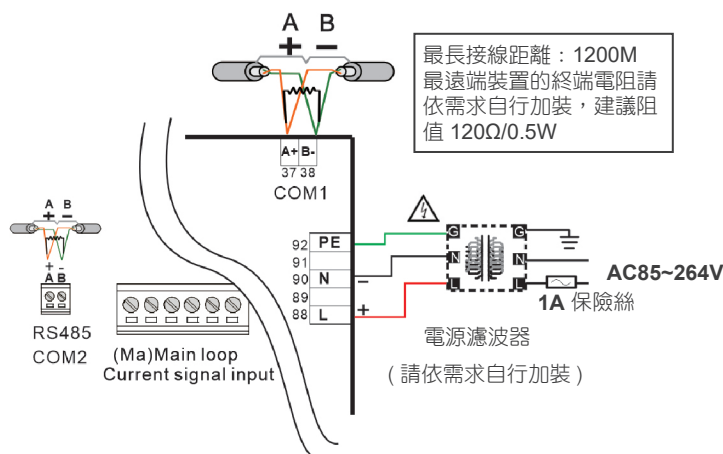 A B
+ −
最長接線距離：1200M
最遠端裝置的終端電阻請
依需求自行加裝，建議阻
值 120Ω/0.5W
A+ B-
37 38
COM1
A B
+ −
+ −
A B
RS485
COM2
(Ma)Main loop
Current signal input
92 PE
91
90 N −
89
88 L +
G G
N N
L L
AC85~264V
1A 保險絲
電源濾波器
( 請依需求自行加裝 )